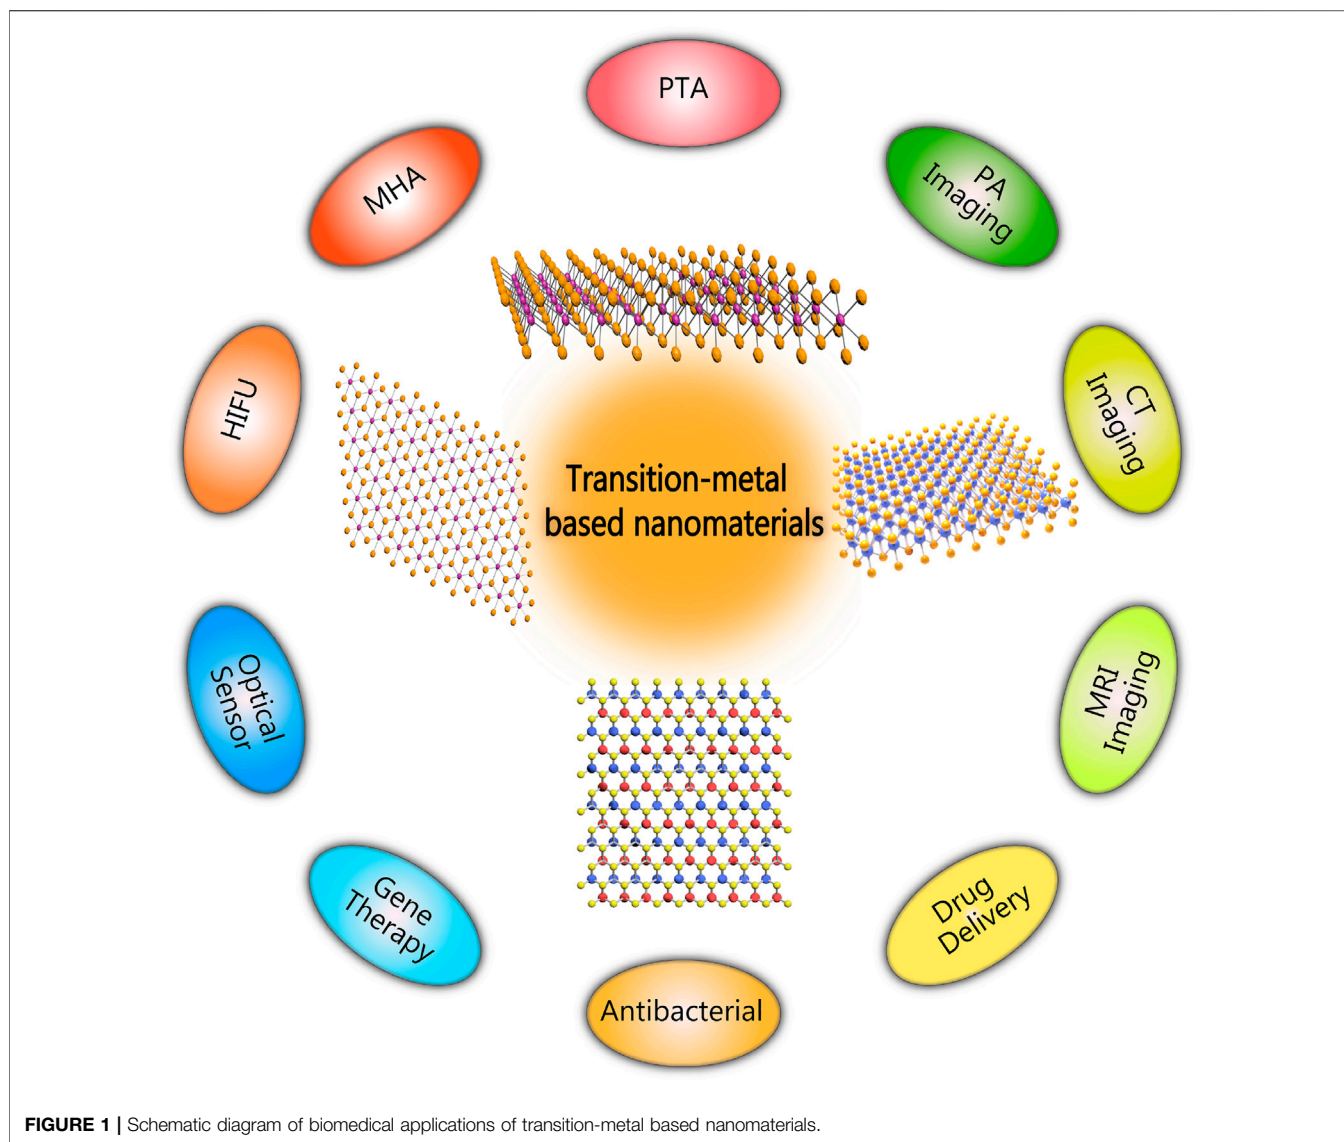 PTA
PA
Imaging
CT
Imaging
MRI
Imaging
Drug
Delivery
Antibacterial
Gene
Therapy
Optical
Sensor
HIFU
MHA
Transition-metal
based nanomaterials
FIGURE 1 | Schematic diagram of biomedical applications of transition-metal based nanomaterials.